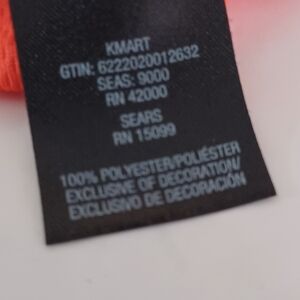 KMART
GTIN: 6222020012632
SEAS: 9000
RN 42000
SEARS
RN 15099
100% POLYESTER/POLIÉSTER
EXCLUSIVE OF DECORATION/
EXCLUSIVO DE DECORACIÓN